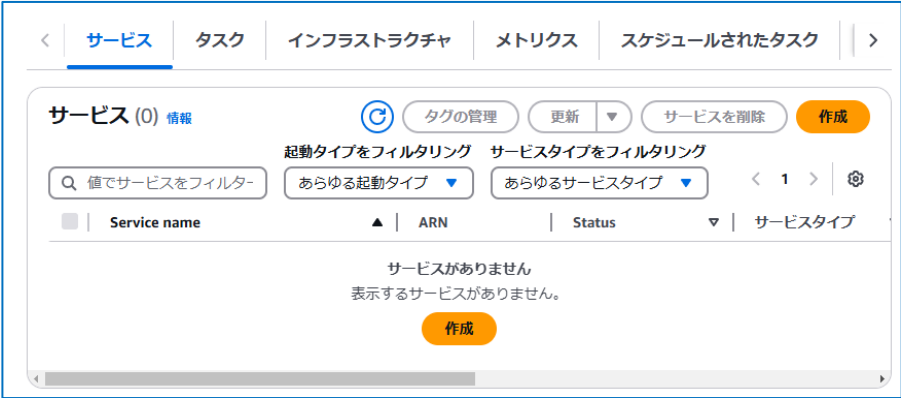 サービス タスク インフラストラクチャ メトリクス スケジュールされたタスク
サービス (0) 情報 タグの管理 更新 サービスを削除 作成
起動タイプをフィルタリング サービスタイプをフィルタリング
値でサービスをフィルター あらゆる起動タイプ あらゆるサービスタイプ 1
Service name ARN Status サービスタイプ
サービスがありません
表示するサービスがありません。
作成